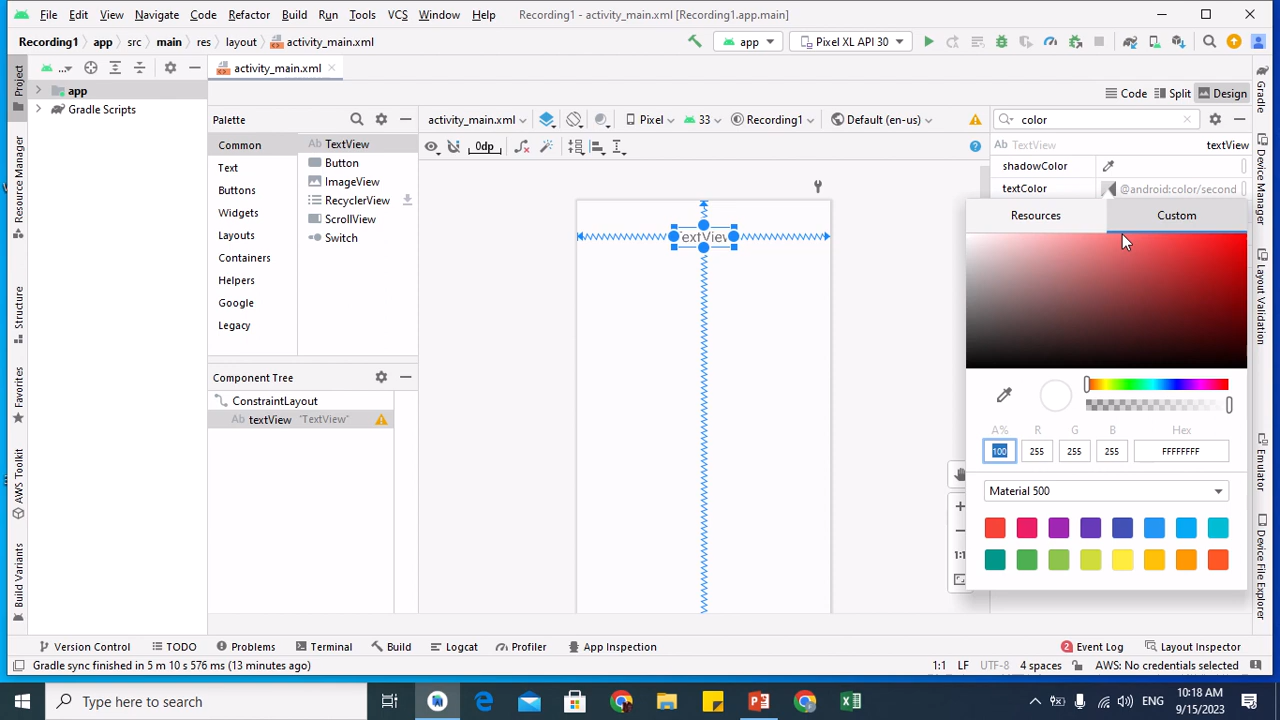 File Edit View Navigate Code Refactor Build Run Tools VCS Window Help Recording1 - activity_main.xml [Recording1.app.main]
Recording1 app src main res layout activity_main.xml app Pixel XL API 30
... activity_main.xml
app
Gradle Scripts
Code Split Design
Palette activity_main.xml Pixel 33 Recording1 Default (en-us) color
Common
Text
Buttons
Widgets
Layouts
Containers
Helpers
Google
Legacy
Ab TextView
Button
ImageView
RecyclerView
ScrollView
Switch
0dp
Ab TextView textView
shadowColor
textColor @android:color/second
Resources Custom
TextView
A% R G B Hex
100 255 255 255 FFFFFFFF
Material 500
1:1
Component Tree
ConstraintLayout
Ab textView "TextView"
Project
Resource Manager
Structure
Favorites
AWS Toolkit
Build Variants
Gradle
Device Manager
Layout Validation
Emulator
Device File Explorer
Version Control TODO Problems Terminal Build Logcat Profiler App Inspection 2 Event Log Layout Inspector
Gradle sync finished in 5 m 10 s 576 ms (13 minutes ago) 1:1 LF UTF-8 4 spaces AWS: No credentials selected
Type here to search ENG 10:18 AM
9/15/2023